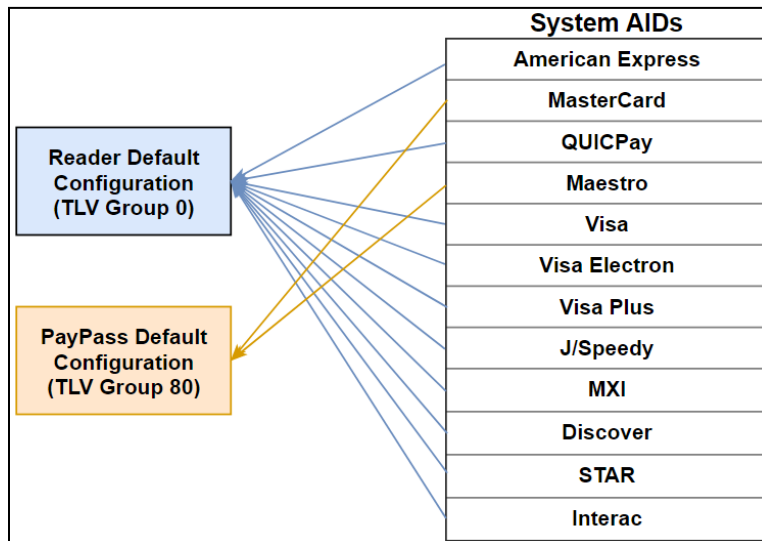 System AIDs
American Express
MasterCard
QUICPay
Maestro
Visa
Visa Electron
Visa Plus
J/Speedy
MXI
Discover
STAR
Interac
Reader Default
Configuration
(TLV Group 0)
PayPass Default
Configuration
(TLV Group 80)